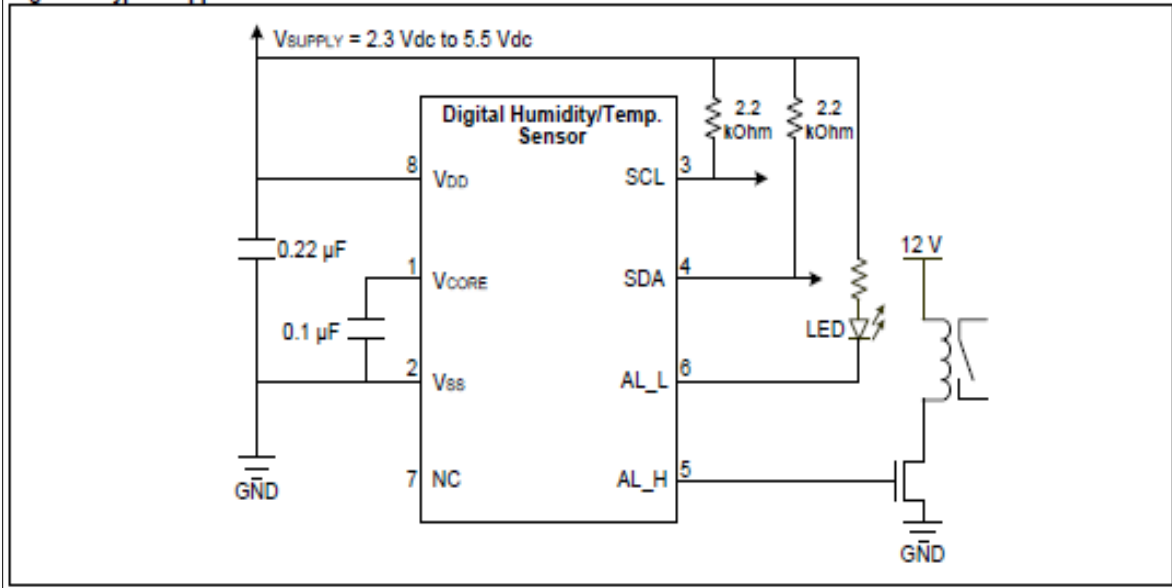 VSUPPLY = 2.3 Vdc to 5.5 Vdc
Digital Humidity/Temp.
Sensor
2.2
kOhm
2.2
kOhm
8
VDD
SCL
3
0.22 µF
1
VCORE
SDA
4
12 V
0.1 µF
LED
2
VSS
AL_L
6
7
NC
AL_H
5
GND
GND